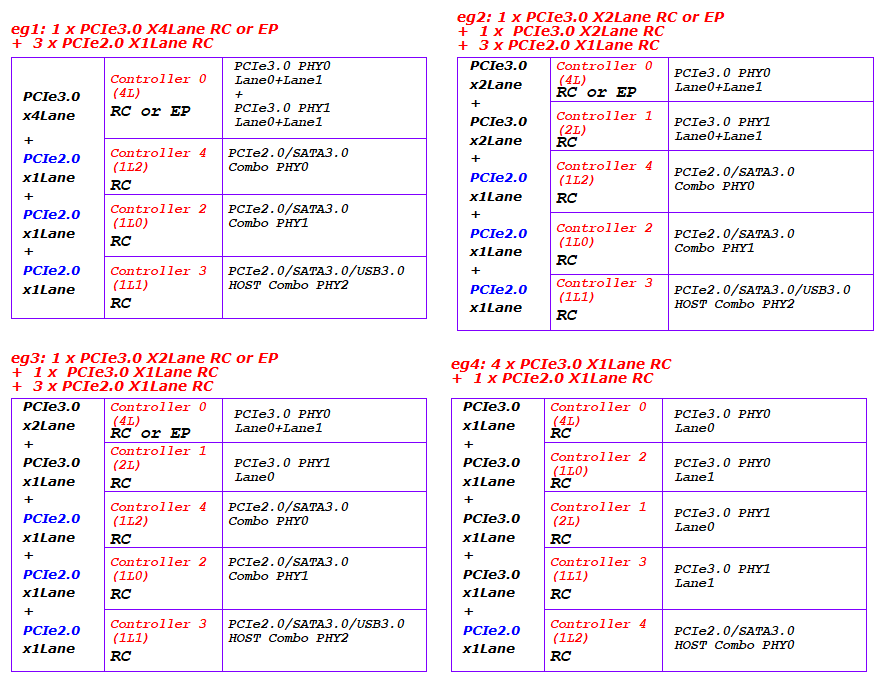 eg1: 1 x PCIe3.0 X4Lane RC or EP
+ 3 x PCIe2.0 X1Lane RC
PCIe3.0
x4Lane
+
PCIe2.0
x1Lane
+
PCIe2.0
x1Lane
+
PCIe2.0
x1Lane
Controller 0
(4L)
RC or EP
PCIe3.0 PHY0
Lane0+Lane1
+
PCIe3.0 PHY1
Lane0+Lane1
Controller 4
(1L2)
RC
PCIe2.0/SATA3.0
Combo PHY0
Controller 2
(1L0)
RC
PCIe2.0/SATA3.0
Combo PHY1
Controller 3
(1L1)
RC
PCIe2.0/SATA3.0/USB3.0
HOST Combo PHY2
eg2: 1 x PCIe3.0 X2Lane RC or EP
+ 1 x PCIe3.0 X2Lane RC
+ 3 x PCIe2.0 X1Lane RC
PCIe3.0
x2Lane
+
PCIe3.0
x2Lane
+
PCIe2.0
x1Lane
+
PCIe2.0
x1Lane
+
PCIe2.0
x1Lane
Controller 0
(4L)
RC or EP
PCIe3.0 PHY0
Lane0+Lane1
Controller 1
(2L)
RC
PCIe3.0 PHY1
Lane0+Lane1
Controller 4
(1L2)
RC
PCIe2.0/SATA3.0
Combo PHY0
Controller 2
(1L0)
RC
PCIe2.0/SATA3.0
Combo PHY1
Controller 3
(1L1)
RC
PCIe2.0/SATA3.0/USB3.0
HOST Combo PHY2
eg3: 1 x PCIe3.0 X2Lane RC or EP
+ 1 x PCIe3.0 X1Lane RC
+ 3 x PCIe2.0 X1Lane RC
PCIe3.0
x2Lane
+
PCIe3.0
x1Lane
+
PCIe2.0
x1Lane
+
PCIe2.0
x1Lane
+
PCIe2.0
x1Lane
Controller 0
(4L)
RC or EP
PCIe3.0 PHY0
Lane0+Lane1
Controller 1
(2L)
RC
PCIe3.0 PHY1
Lane0
Controller 4
(1L2)
RC
PCIe2.0/SATA3.0
Combo PHY0
Controller 2
(1L0)
RC
PCIe2.0/SATA3.0
Combo PHY1
Controller 3
(1L1)
RC
PCIe2.0/SATA3.0/USB3.0
HOST Combo PHY2
eg4: 4 x PCIe3.0 X1Lane RC
+ 1 x PCIe2.0 X1Lane RC
PCIe3.0
x1Lane
+
PCIe3.0
x1Lane
+
PCIe3.0
x1Lane
+
PCIe3.0
x1Lane
+
PCIe2.0
x1Lane
Controller 0
(4L)
RC
PCIe3.0 PHY0
Lane0
Controller 2
(1L0)
RC
PCIe3.0 PHY0
Lane1
Controller 1
(2L)
RC
PCIe3.0 PHY1
Lane0
Controller 3
(1L1)
RC
PCIe3.0 PHY1
Lane1
Controller 4
(1L2)
RC
PCIe2.0/SATA3.0
HOST Combo PHY0